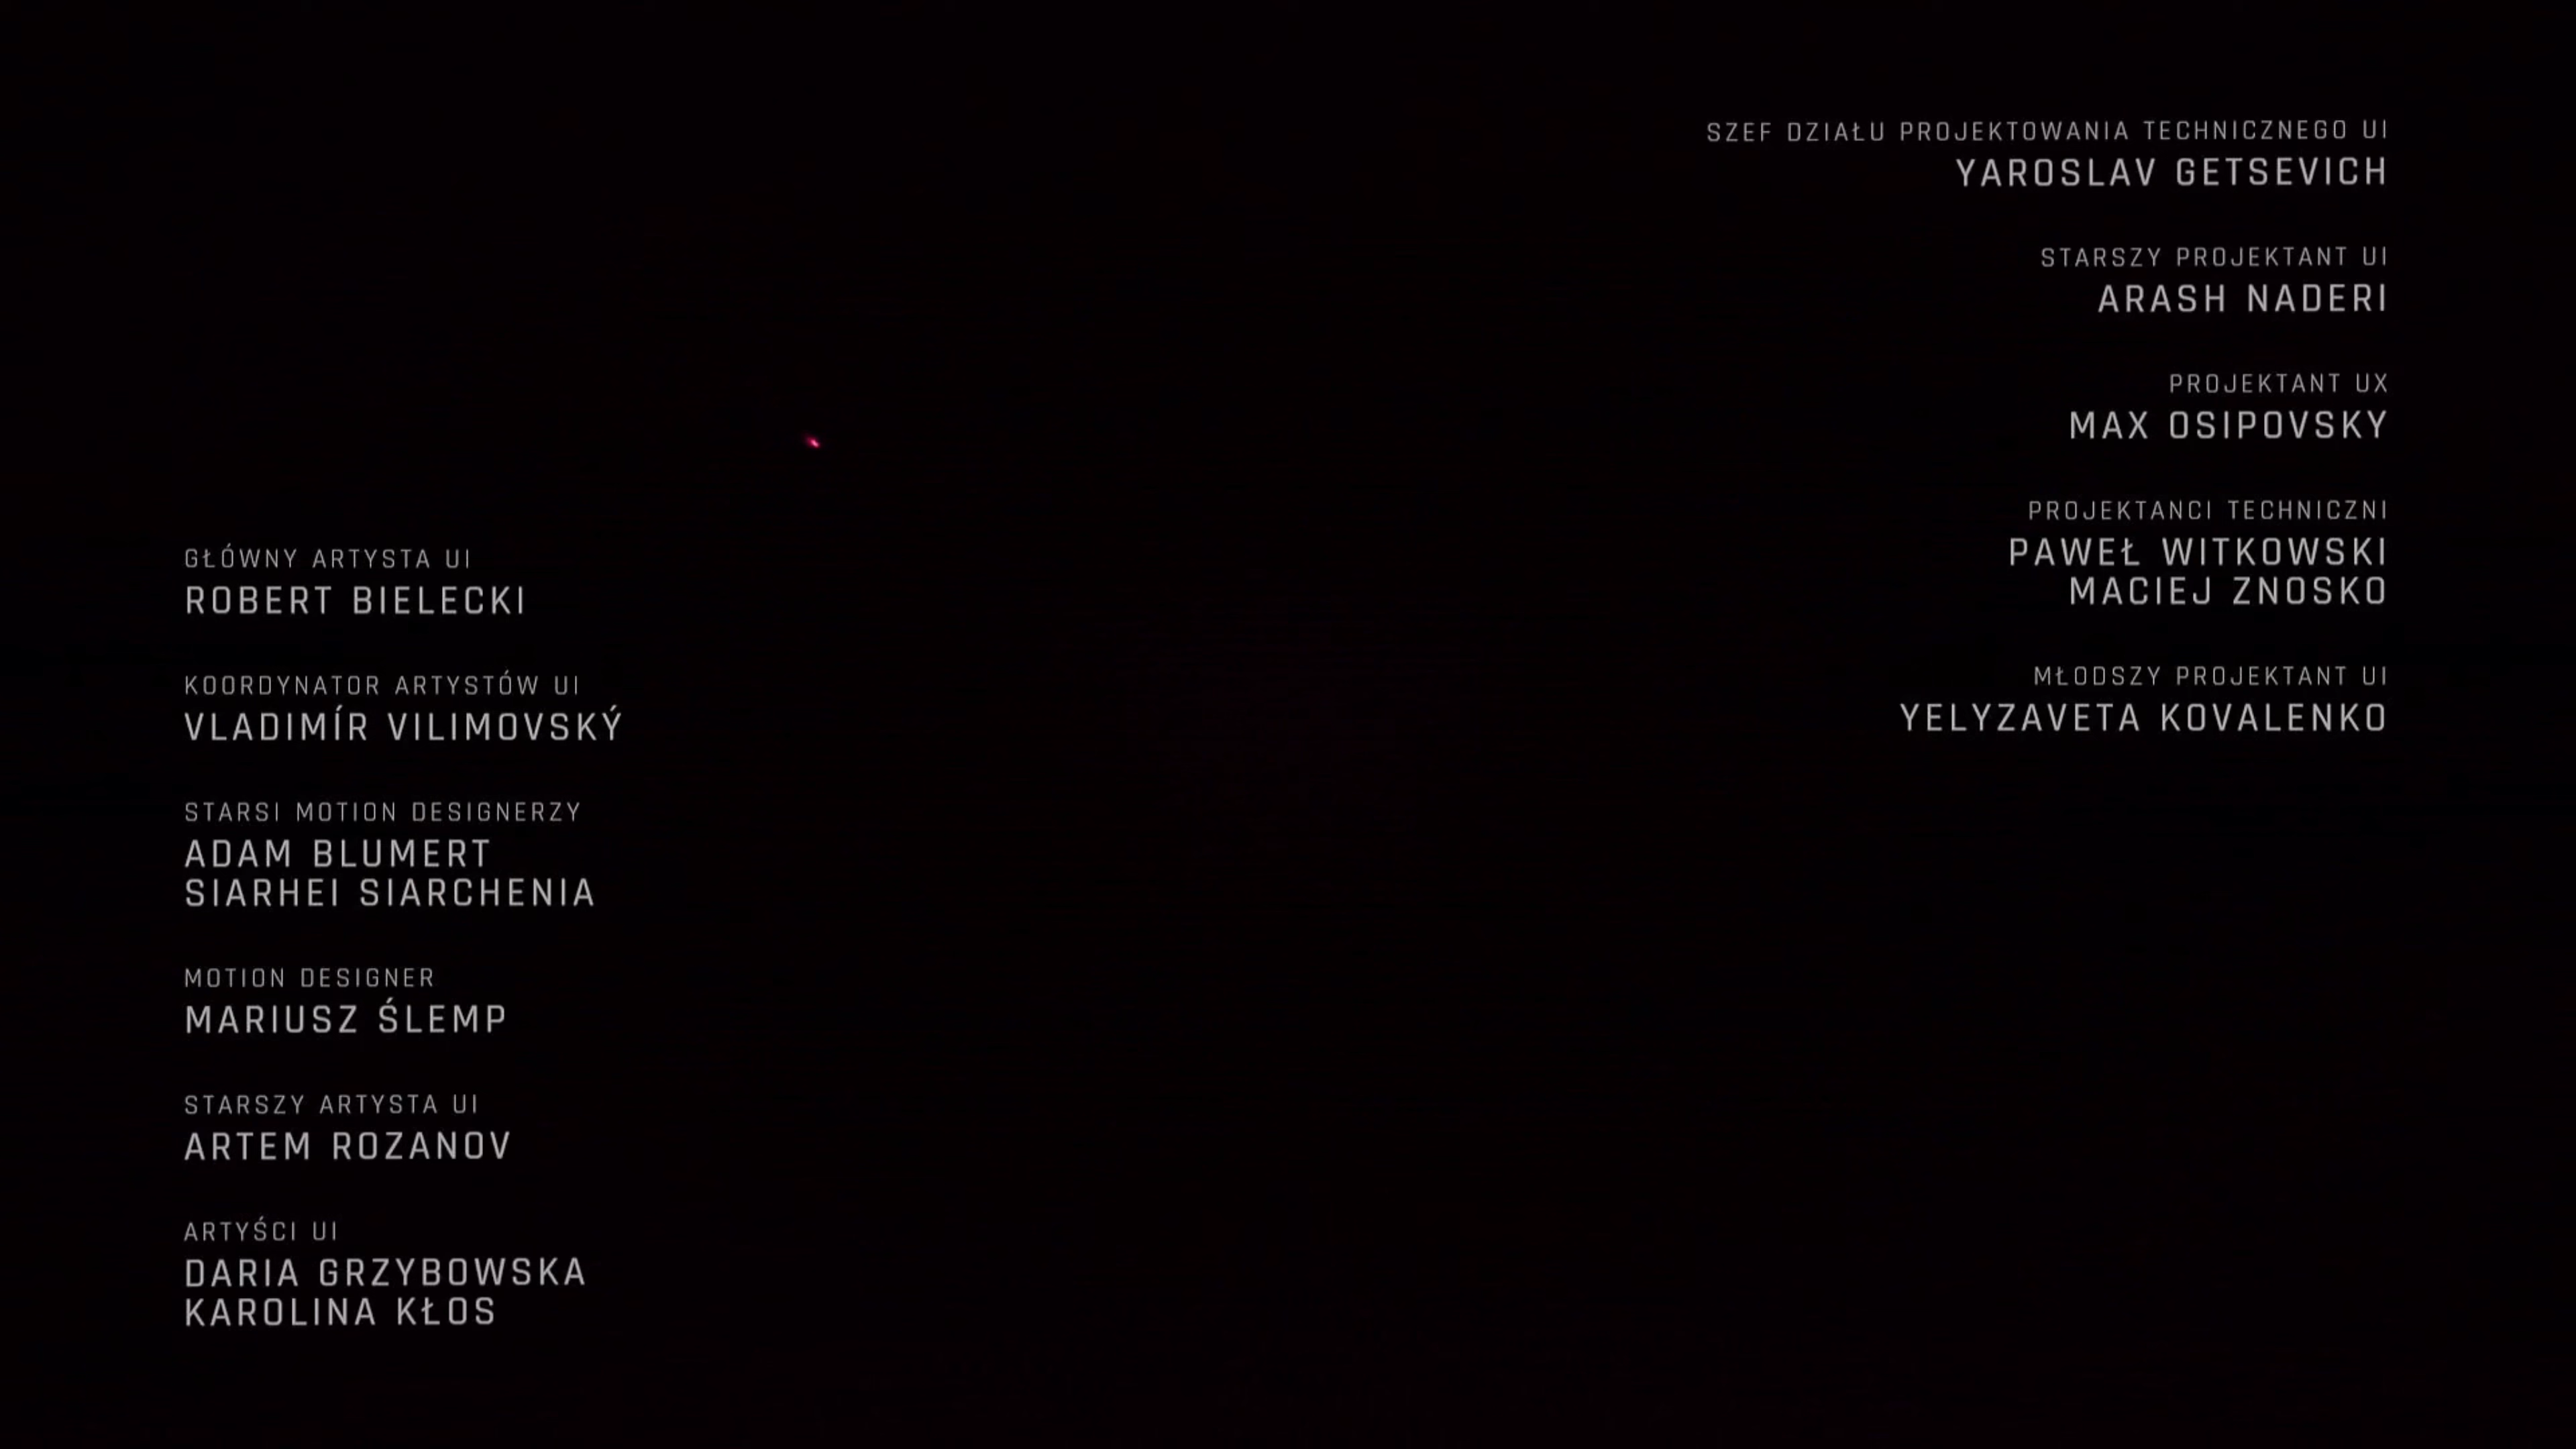 GŁÓWNY ARTYSTA UI
ROBERT BIELECKI
KOORDYNATOR ARTYSTÓW UI
VLADIMÍR VILIMOVSKÝ
STARSI MOTION DESIGNERZY
ADAM BLUMERT
SIARHEI SIARCHENIA
MOTION DESIGNER
MARIUSZ ŚLEMP
STARSZY ARTYSTA UI
ARTEM ROZANOV
ARTYŚCI UI
DARIA GRZYBOWSKA
KAROLINA KŁOS
SZEF DZIAŁU PROJEKTOWANIA TECHNICZNEGO UI
YAROSLAV GETSEVICH
STARSZY PROJEKTANT UI
ARASH NADERI
PROJEKTANT UX
MAX OSIPOVSKY
PROJEKTANCI TECHNICZNI
PAWEŁ WITKOWSKI
MACIEJ ZNOSKO
MŁODSZY PROJEKTANT UI
YELYZAVETA KOVALENKO